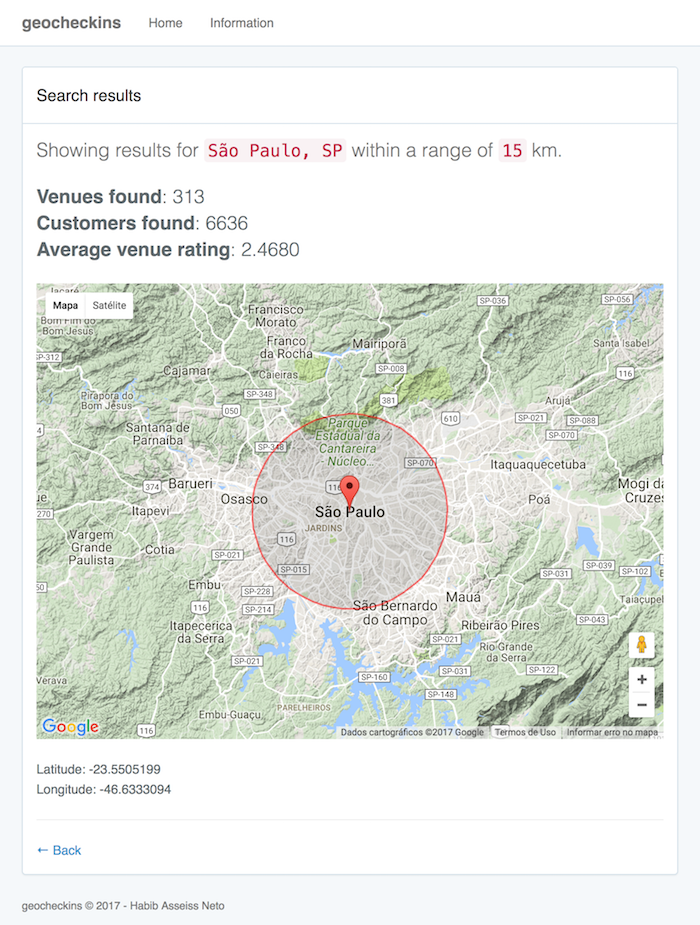 geocheckins Home Information
Search results
Showing results for São Paulo, SP within a range of 15 km.
Venues found: 313
Customers found: 6636
Average venue rating: 2.4680
Mapa Satélite
Bom Jesus
Francisco
Morato
SP-036
SP-056
Franco
da Rocha
Mairiporã
Santa Isabel
SP-312
Cajamar
Caieiras
SP-008
116
Pirapora do
Bom Jesus
SP-348
381
Arujá
050
610
SP-021
SP-088
Santana de
Parnaíba
Parque
Estadual da
Cantareira
- Núcleo...
SP-070
SP-348
SP-070
Itaquaquecetuba
374
Barueri
Osasco
116
Poá
Mogi da
Cruzes
Itapevi
São Paulo
270
JARDINS
Vargem
Grande
Paulista
Cotia
116
SP-021
SP-015
SP-039
SP-031
SP-102
Embu
SP-228
Mauá
Taiaçupe
116
SP-214
São Bernardo
do Campo
Itapecerica
da Serra
Ribeirão Pires
SP-043
SP-021
SP-021
Rio Grande
da Serra
SP-031
SP-122
Verava
SP-160
SP-148
Embu-Guaçu
PARELHEIROS
116
+
−
Google
Dados cartográficos ©2017 Google Termos de Uso Informar erro no mapa
Latitude: -23.5505199
Longitude: -46.6333094
← Back
geocheckins © 2017 - Habib Asseiss Neto